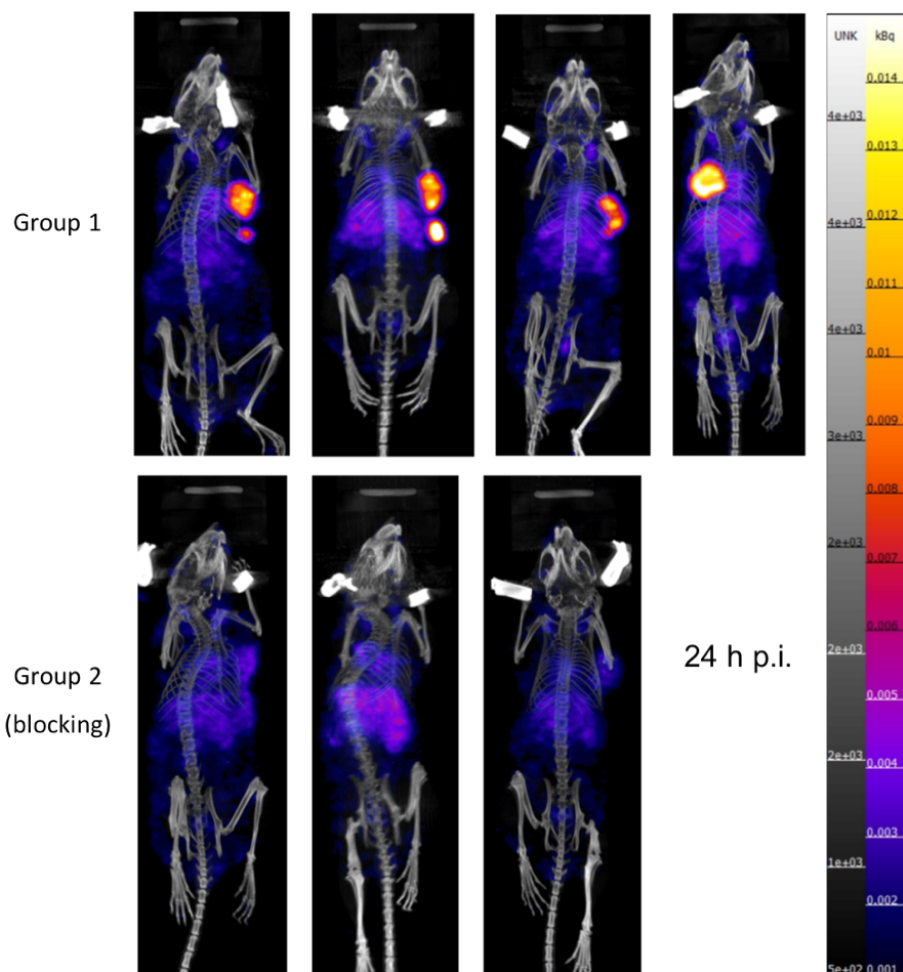 UNK kBq
0.014
4e+03
0.013
0.012
4e+03
Group 1
0.011
4e+03
0.01
0.009
3e+03
0.008
2e+03
0.007
0.006
2e+03
24 h p.i.
Group 2
0.005
(blocking)
2e+03
0.004
0.003
1e+03
0.002
5e+02 0.001